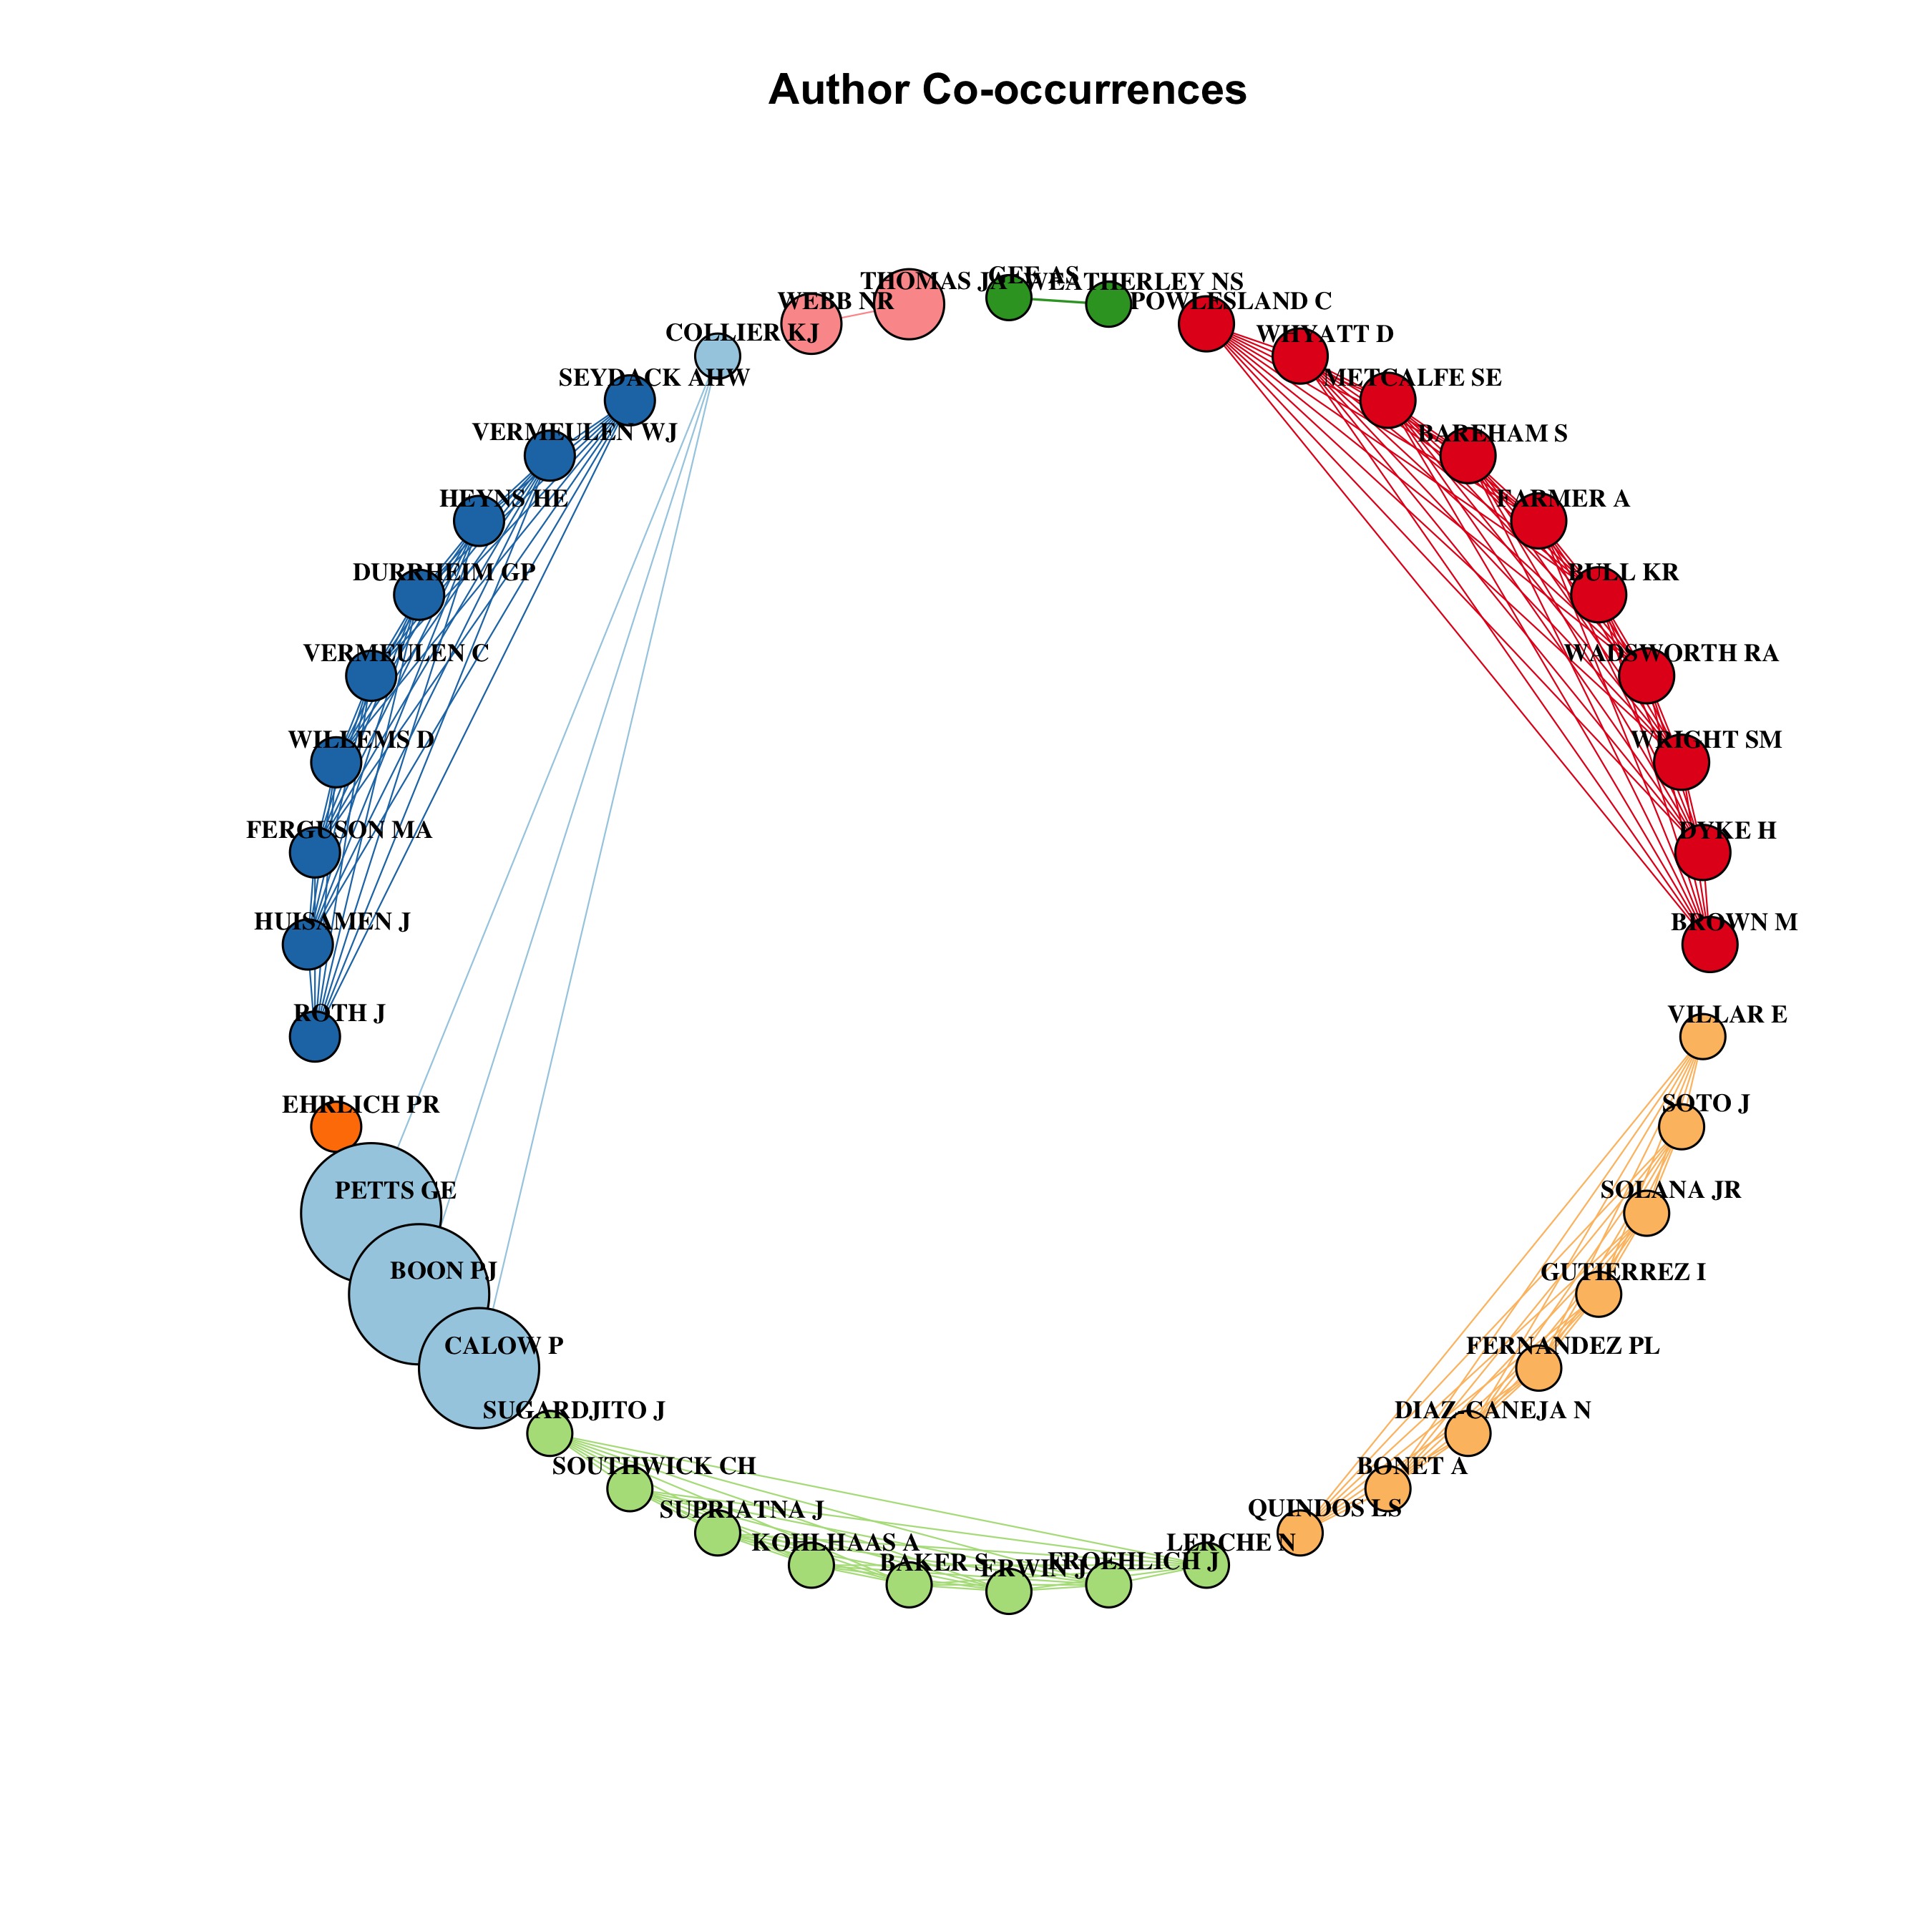 Author Co-occurrences
GEE AS
THOMAS JA
WEATHERLEY NS
WEBB NR
POWLESLAND C
COLLIER KJ
WHYATT D
SEYDACK AHW
METCALFE SE
VERMEULEN WJ
BAREHAM S
HEYNS HE
FARMER A
DURRHEIM GP
BULL KR
VERMEULEN C
WADSWORTH RA
WILLEMS D
WRIGHT SM
FERGUSON MA
DYKE H
HUISAMEN J
BROWN M
ROTH J
VILLAR E
EHRLICH PR
SOTO J
PETTS GE
SOLANA JR
BOON PJ
GUTIERREZ I
CALOW P
FERNANDEZ PL
SUGARDJITO J
DIAZ-CANEJA N
SOUTHWICK CH
BONET A
SUPRIATNA J
QUINDOS LS
KOHLHAAS A
LERCHE N
BAKER S
ERWIN J
FROEHLICH J